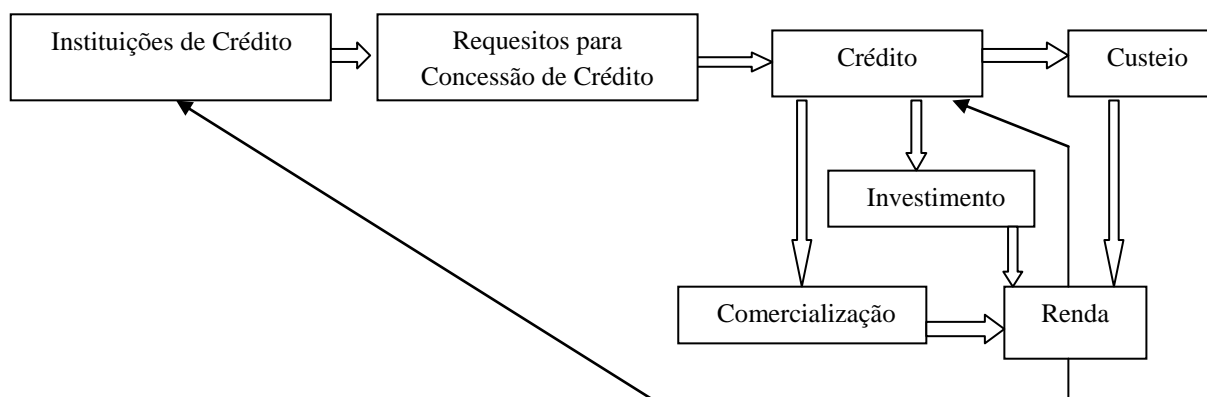 Instituições de Crédito
Requesitos para
Concessão de Crédito
Crédito
Custeio
Investimento
Comercialização
Renda